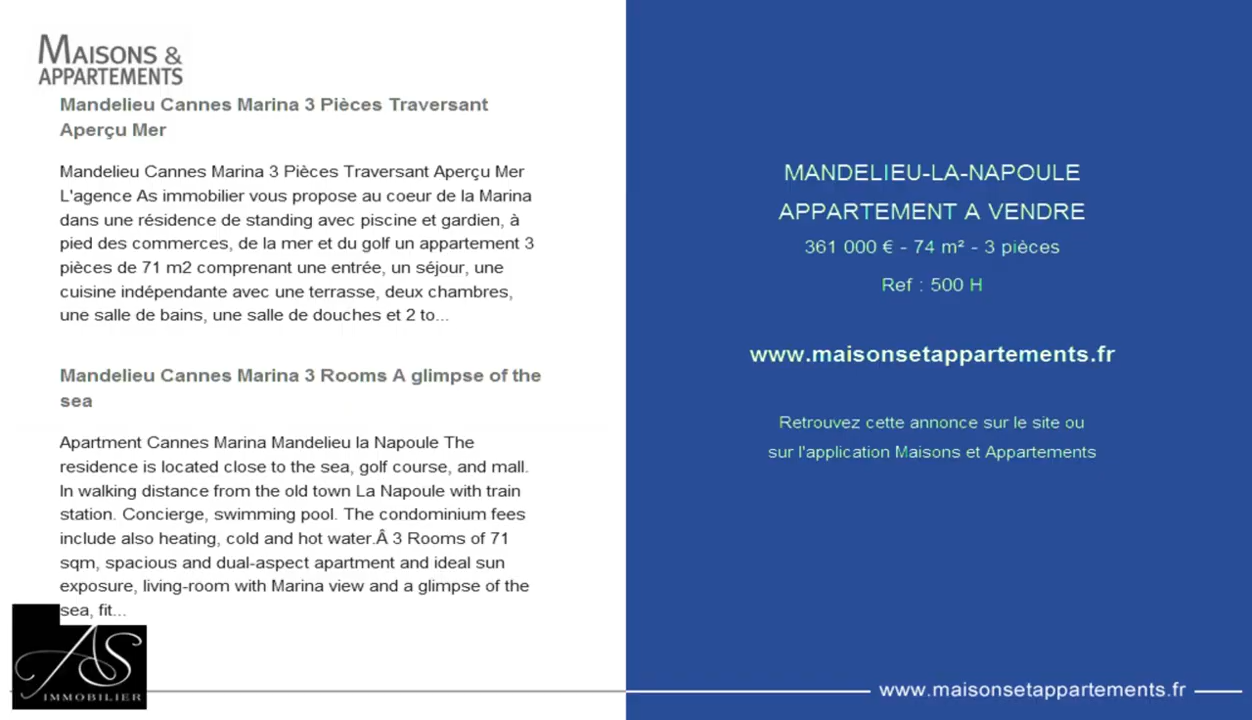 MAISONS &
APPARTEMENTS
Mandelieu Cannes Marina 3 Pièces Traversant
Aperçu Mer
Mandelieu Cannes Marina 3 Pièces Traversant Aperçu Mer
L'agence As immobilier vous propose au coeur de la Marina
dans une résidence de standing avec piscine et gardien, à
pied des commerces, de la mer et du golf un appartement 3
pièces de 71 m2 comprenant une entrée, un séjour, une
cuisine indépendante avec une terrasse, deux chambres,
une salle de bains, une salle de douches et 2 to...
Mandelieu Cannes Marina 3 Rooms A glimpse of the
sea
Apartment Cannes Marina Mandelieu la Napoule The
residence is located close to the sea, golf course, and mall.
In walking distance from the old town La Napoule with train
station. Concierge, swimming pool. The condominium fees
include also heating, cold and hot water.Â 3 Rooms of 71
sqm, spacious and dual-aspect apartment and ideal sun
exposure, living-room with Marina view and a glimpse of the
sea, fit...
AS
IMMOBILIER
MANDELIEU-LA-NAPOULE
APPARTEMENT A VENDRE
361 000 € - 74 m² - 3 pièces
Ref : 500 H
www.maisonsetappartements.fr
Retrouvez cette annonce sur le site ou
sur l'application Maisons et Appartements
www.maisonsetappartements.fr